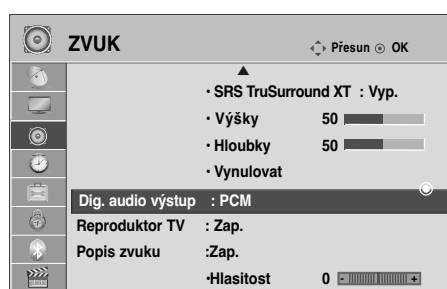 ZVUK Přesun OK
• SRS TruSurround XT : Vyp.
• Výšky 50
• Hloubky 50
• Vynulovat
Dig. audio výstup : PCM
Reproduktor TV : Zap.
Popis zvuku :Zap.
•Hlasitost 0 - +